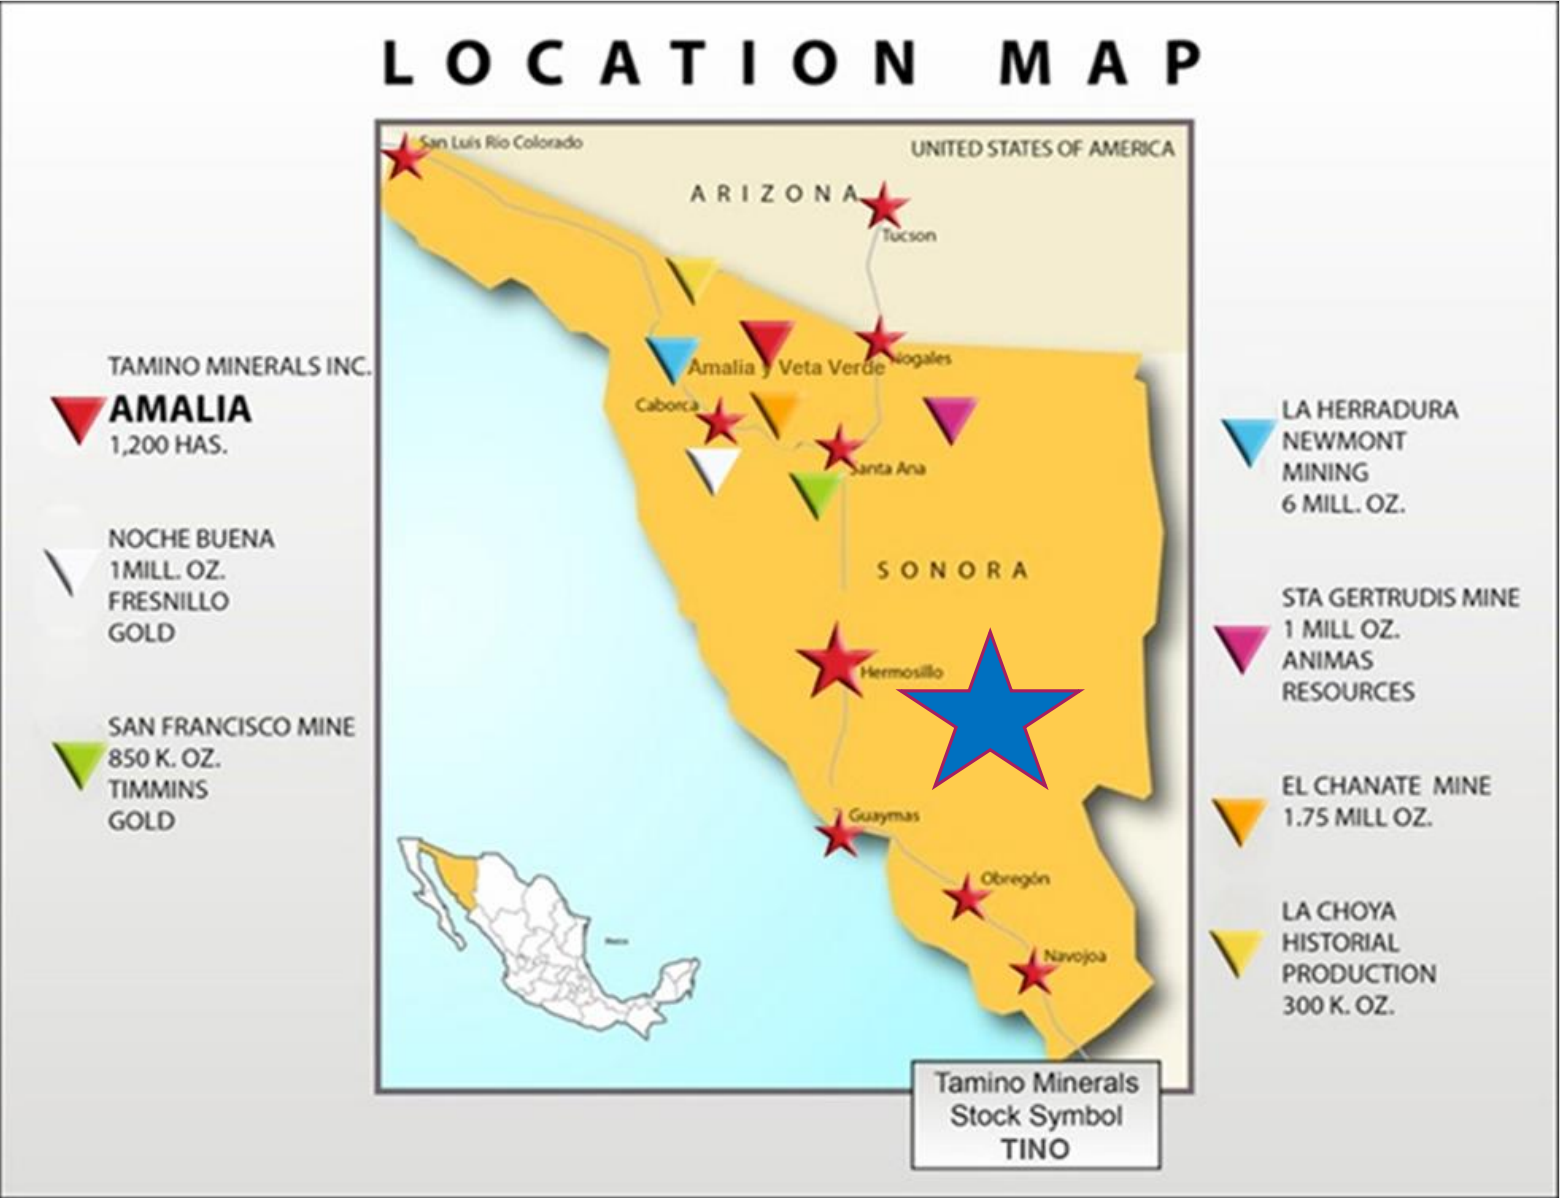 LOCATION MAP
San Luis Rio Colorado
UNITED STATES OF AMERICA
ARIZONA
Tucson
Nogales
Amalia y Veta Verde
Caborca
Santa Ana
SONORA
Hermosillo
Guaymas
Obregón
Navojoa
Mexico
TAMINO MINERALS INC.
AMALIA
1,200 HAS.
NOCHE BUENA
1MILL. OZ.
FRESNILLO
GOLD
SAN FRANCISCO MINE
850 K. OZ.
TIMMINS
GOLD
LA HERRADURA
NEWMONT
MINING
6 MILL. OZ.
STA GERTRUDIS MINE
1 MILL OZ.
ANIMAS
RESOURCES
EL CHANATE MINE
1.75 MILL OZ.
LA CHOYA
HISTORIAL
PRODUCTION
300 K. OZ.
Tamino Minerals
Stock Symbol
TINO